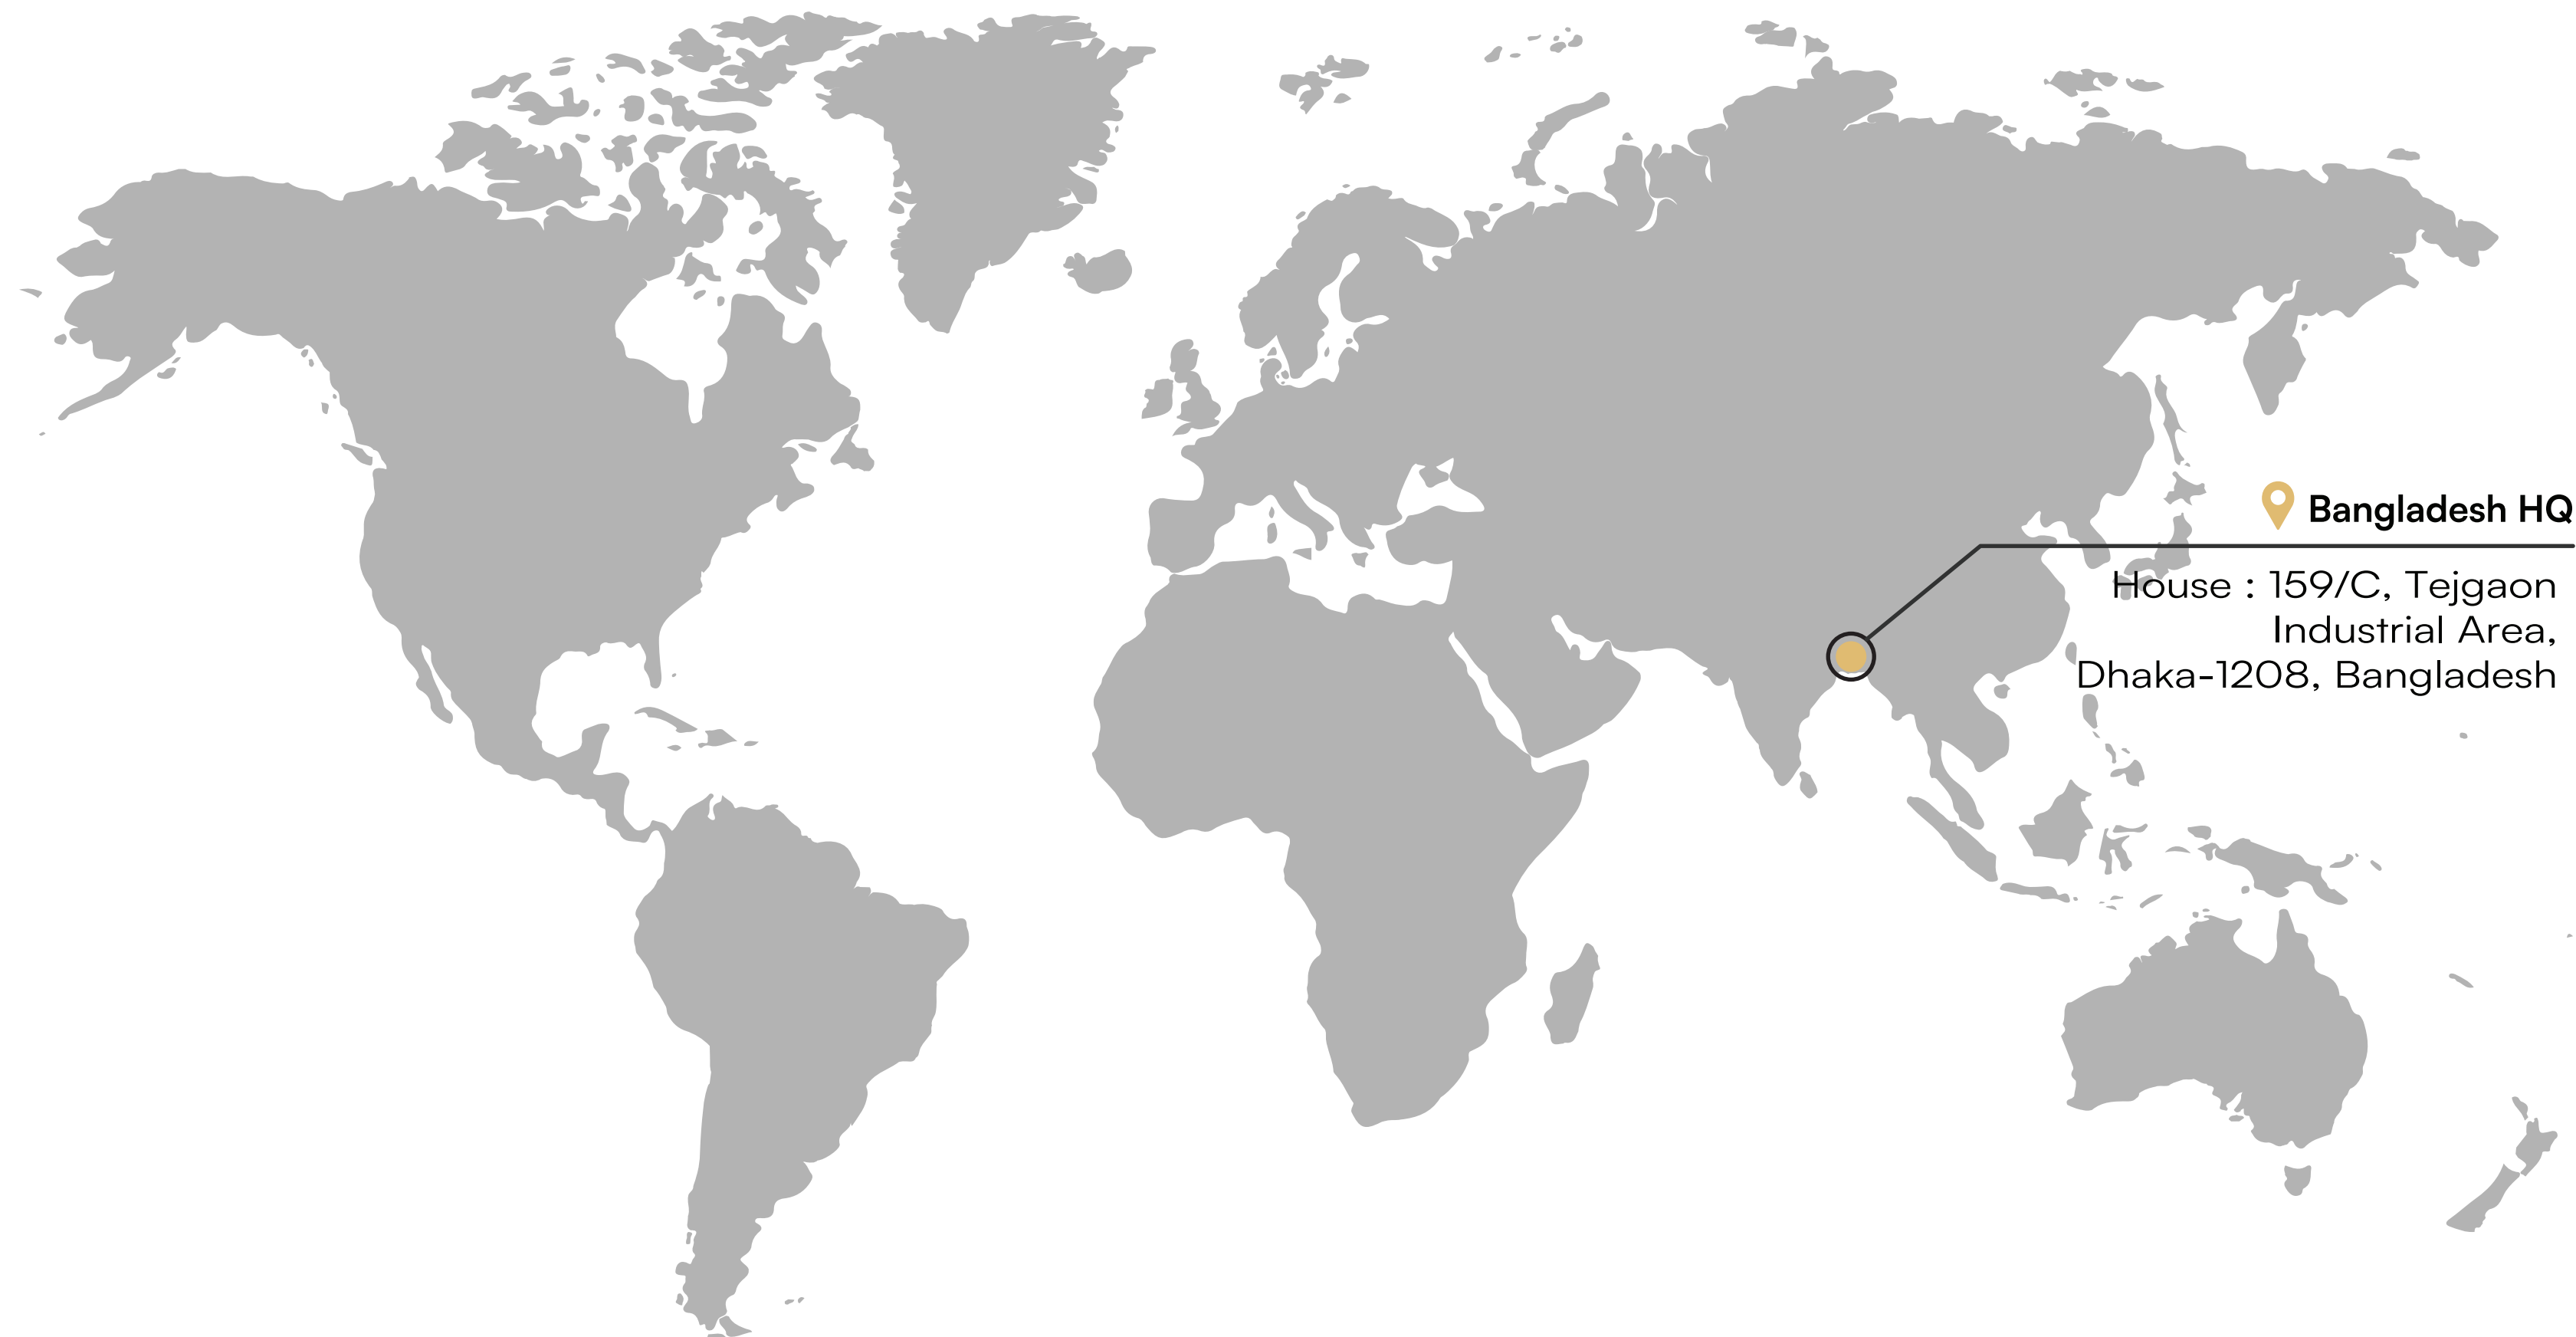 Bangladesh HQ
House : 159/C, Tejgaon
Industrial Area,
Dhaka-1208, Bangladesh